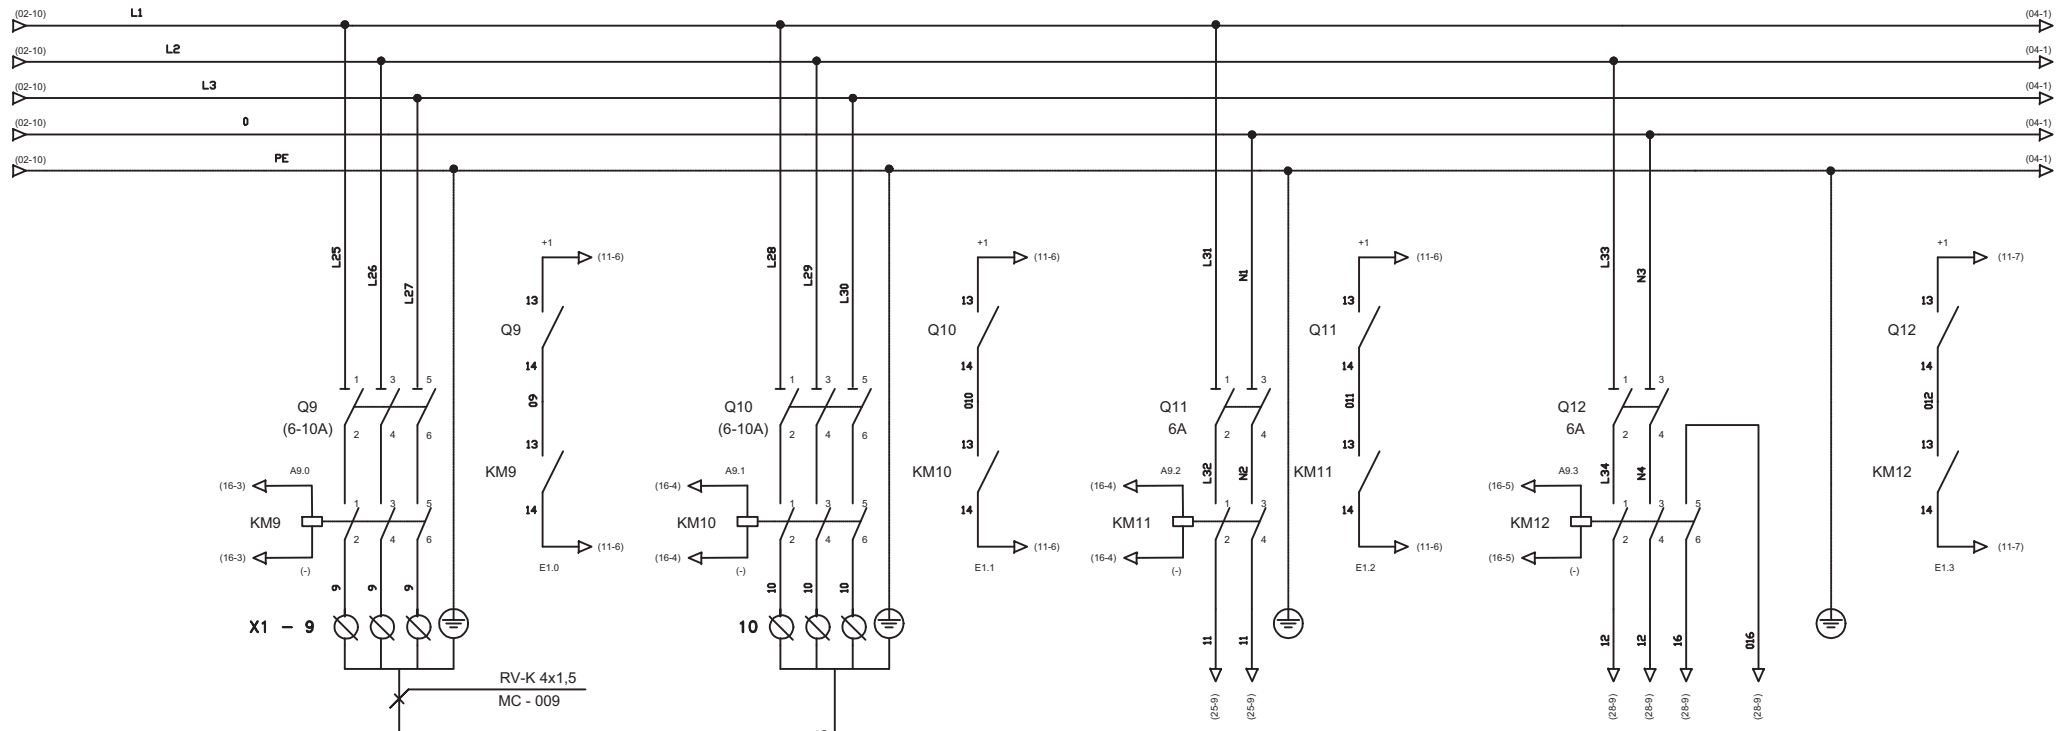 (02-10) L1 (04-1)
(02-10) L2 (04-1)
(02-10) L3 (04-1)
(02-10) 0 (04-1)
(02-10) PE (04-1)
L25 L26 L27 L28 L29 L30 L31 N1 L33 N3
+1 (11-6) +1 (11-6) +1 (11-6) +1 (11-7)
13 13 13 13
Q9 Q10 Q11 Q12
14 14 14 14
1 3 5 1 3 5 1 3 1 3
09 010 011 012
Q9 Q10 Q11 Q12
(6-10A) (6-10A) 6A 6A
2 4 6 2 4 6 2 4 2 4
13 13 13 13
KM9 KM10 KM11 KM12
A9.0 A9.1 A9.2 L32 N2 A9.3 L34 N4
(16-3) (16-4) (16-4) (16-5)
1 3 5 1 3 5 1 3 1 3 5
14 14 14 14
KM9 KM10 KM11 KM12
2 4 6 2 4 6 2 4 2 4 6
(16-3) (11-6) (16-4) (11-6) (16-4) (11-6) (16-5) (11-7)
(-) E1.0 (-) E1.1 (-) E1.2 (-) E1.3
9 9 9 10 10 10
X1 - 9 10
11 11 12 12 16 016
RV-K 4x1,5
MC - 009
(25-9) (25-9) (28-9) (28-9) (28-9) (28-9)